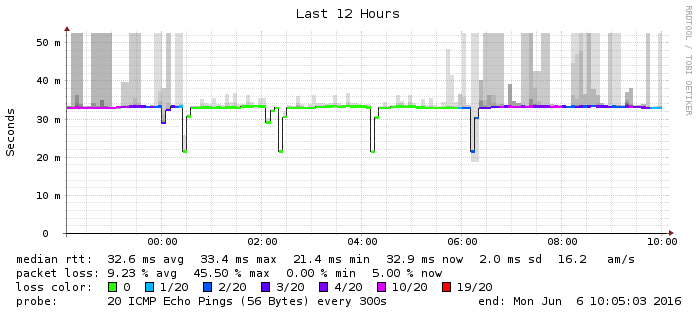 Last 12 Hours
RRDTOOL / TOBI OETIKER
Seconds
50 m
40 m
30 m
20 m
10 m
0
00:00 02:00 04:00 06:00 08:00 10:00
median rtt: 32.6 ms avg 33.4 ms max 21.4 ms min 32.9 ms now 2.0 ms sd 16.2 am/s
packet loss: 9.23 % avg 45.50 % max 0.00 % min 5.00 % now
loss color: 0 1/20 2/20 3/20 4/20 10/20 19/20
probe: 20 ICMP Echo Pings (56 Bytes) every 300s end: Mon Jun 6 10:05:03 2016